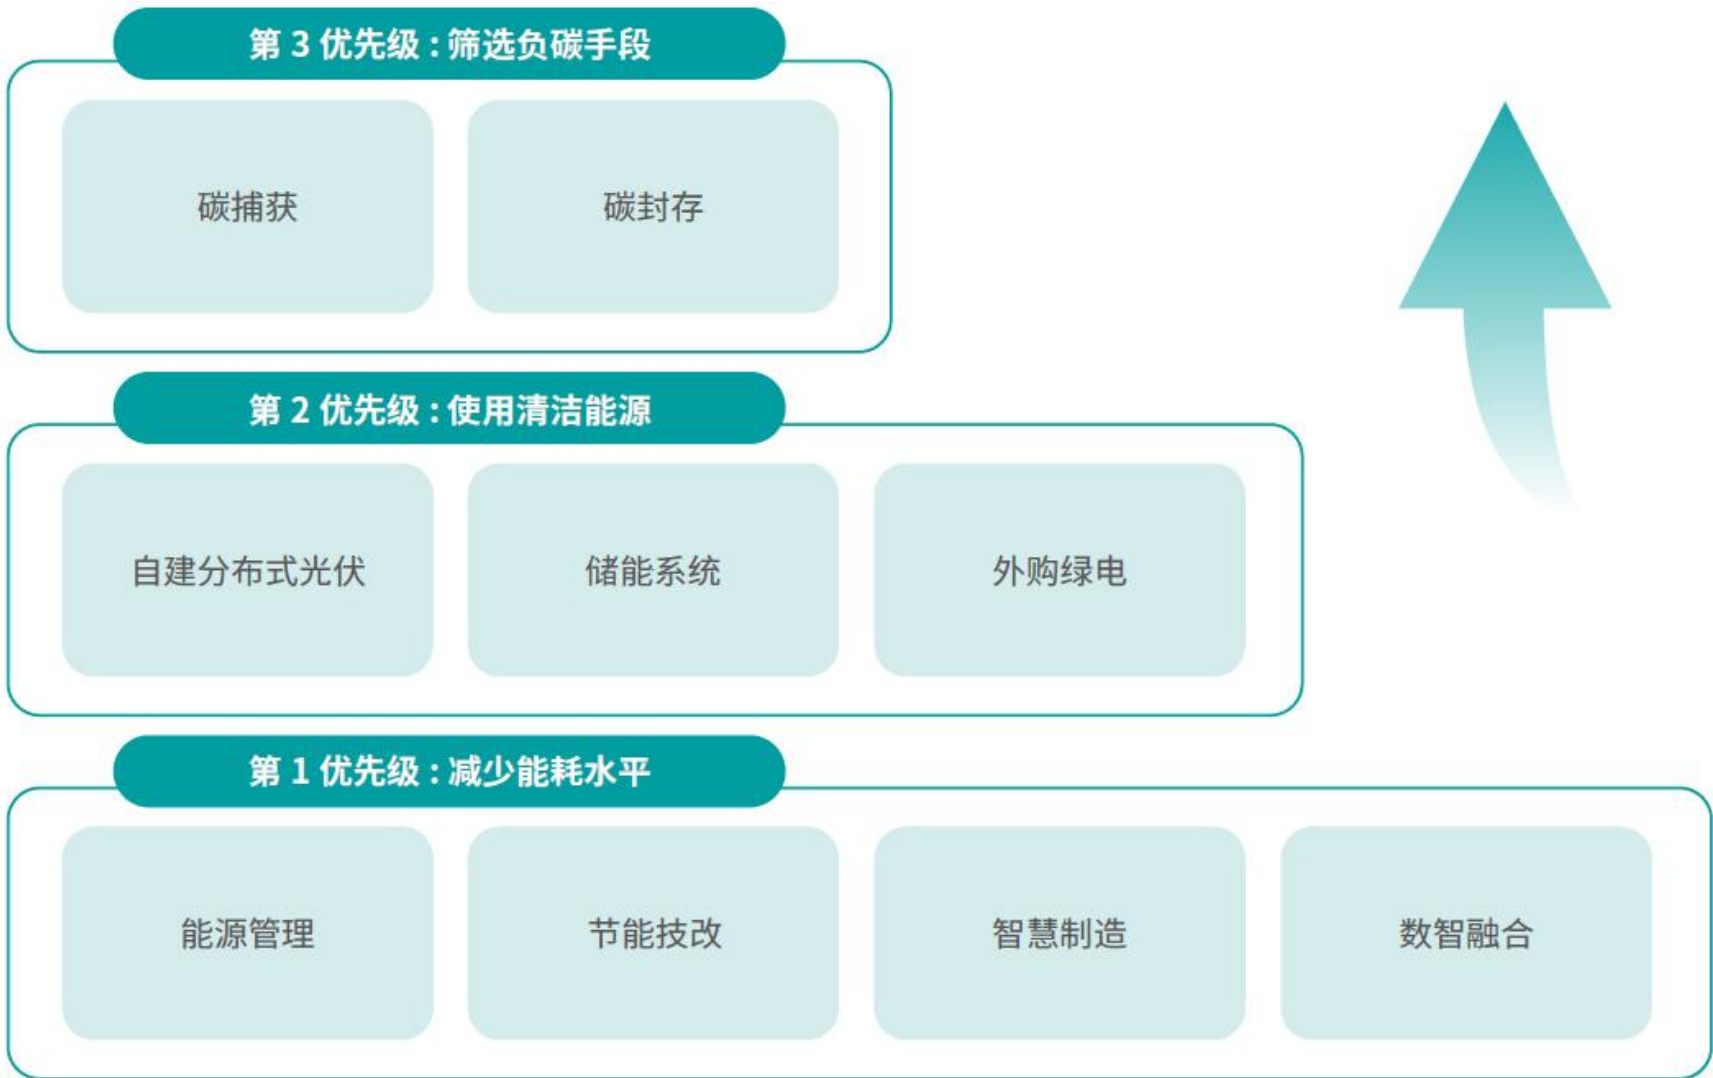 第 3 优先级 : 筛选负碳手段
碳捕获
碳封存
第 2 优先级 : 使用清洁能源
自建分布式光伏
储能系统
外购绿电
第 1 优先级 : 减少能耗水平
能源管理
节能技改
智慧制造
数智融合